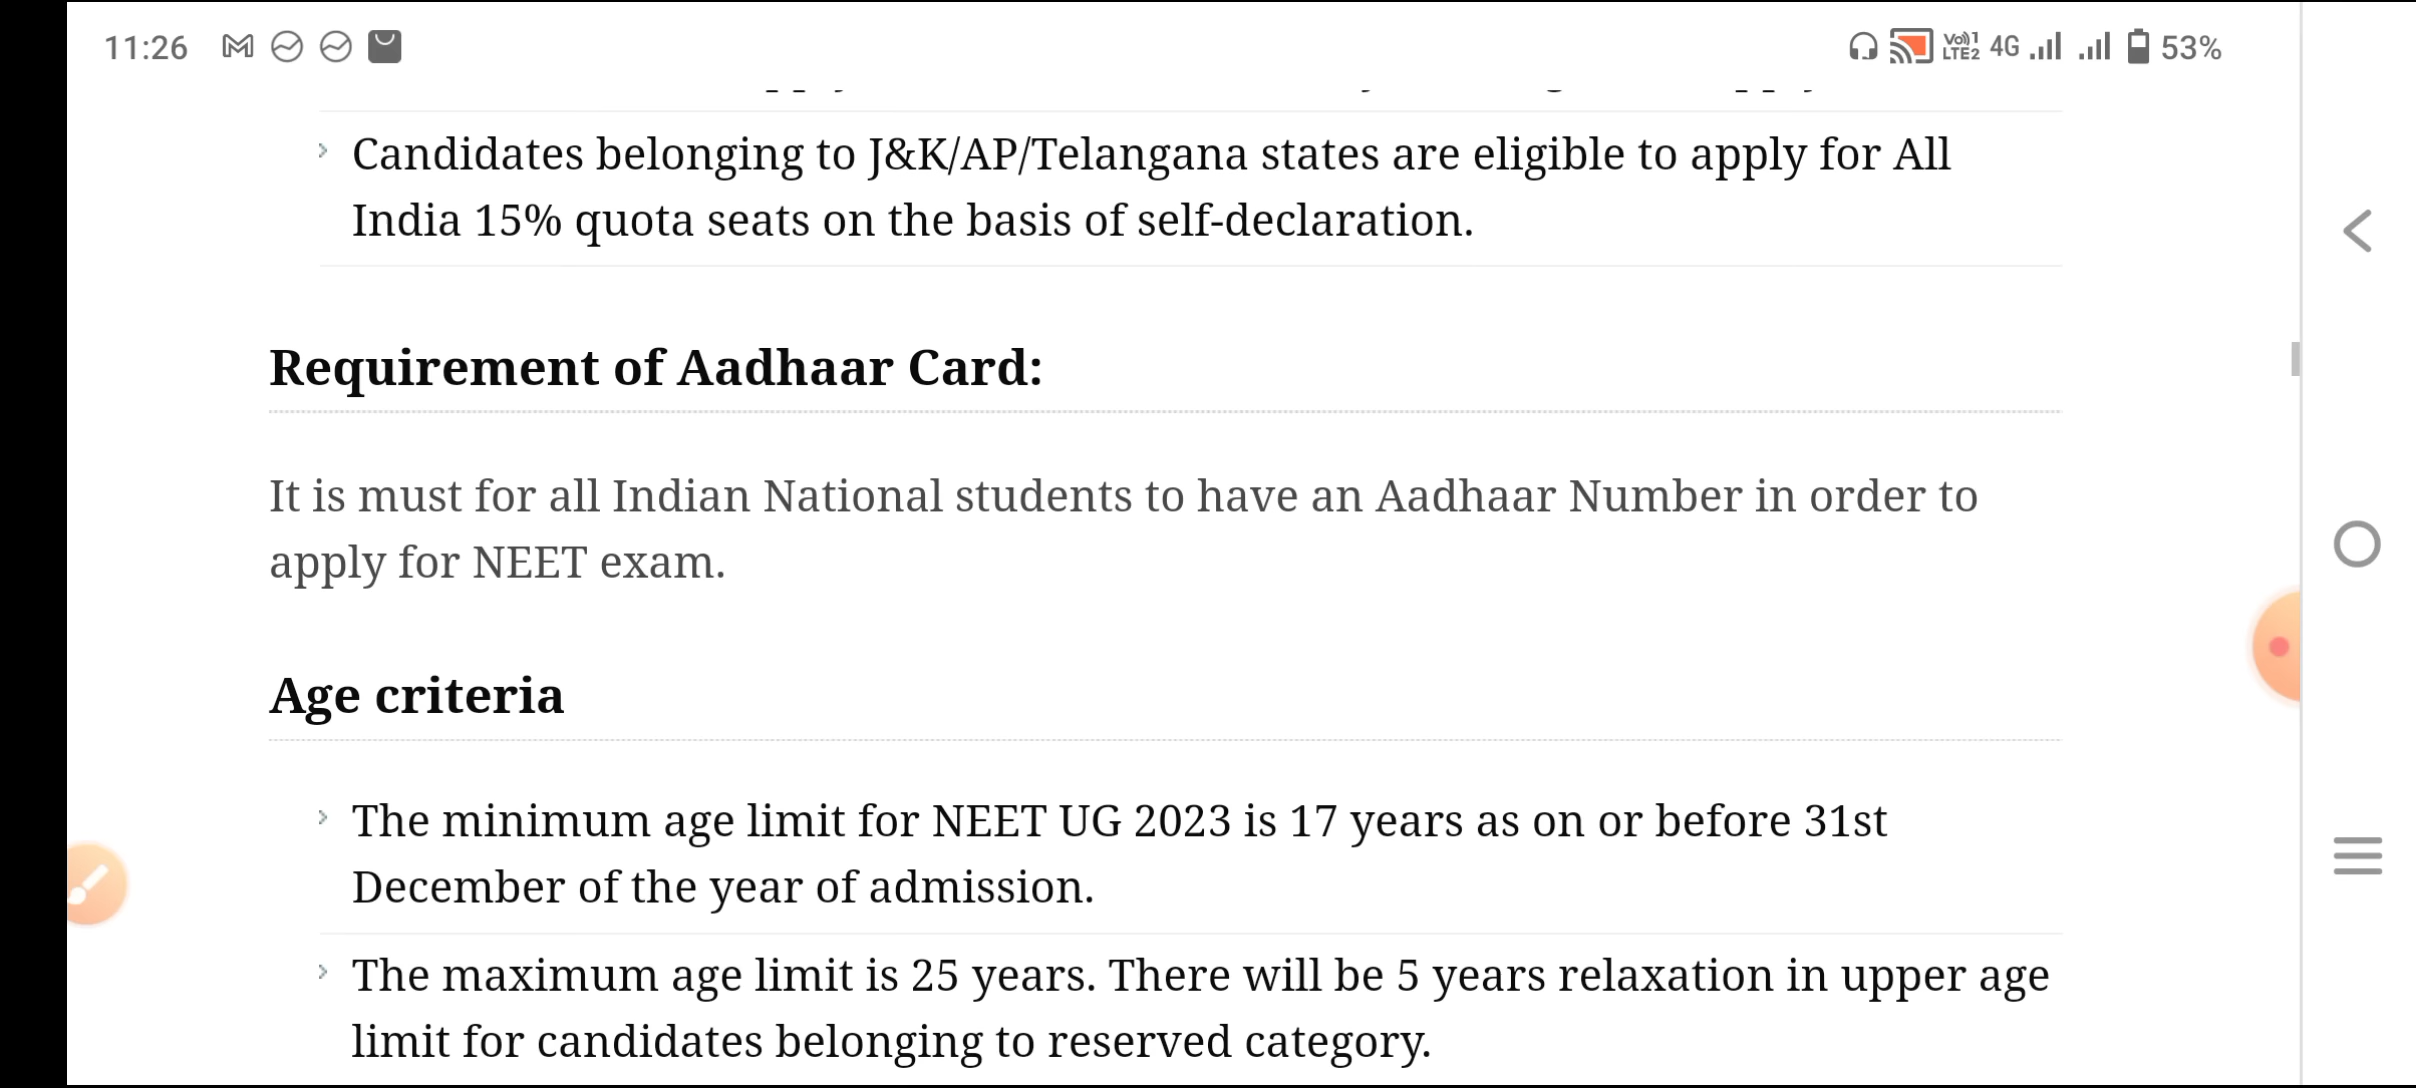 11:26
Vo)) 1 LTE2 4G 53%
Candidates belonging to J&K/AP/Telangana states are eligible to apply for All
India 15% quota seats on the basis of self-declaration.
Requirement of Aadhaar Card:
It is must for all Indian National students to have an Aadhaar Number in order to
apply for NEET exam.
Age criteria
The minimum age limit for NEET UG 2023 is 17 years as on or before 31st
December of the year of admission.
The maximum age limit is 25 years. There will be 5 years relaxation in upper age
limit for candidates belonging to reserved category.